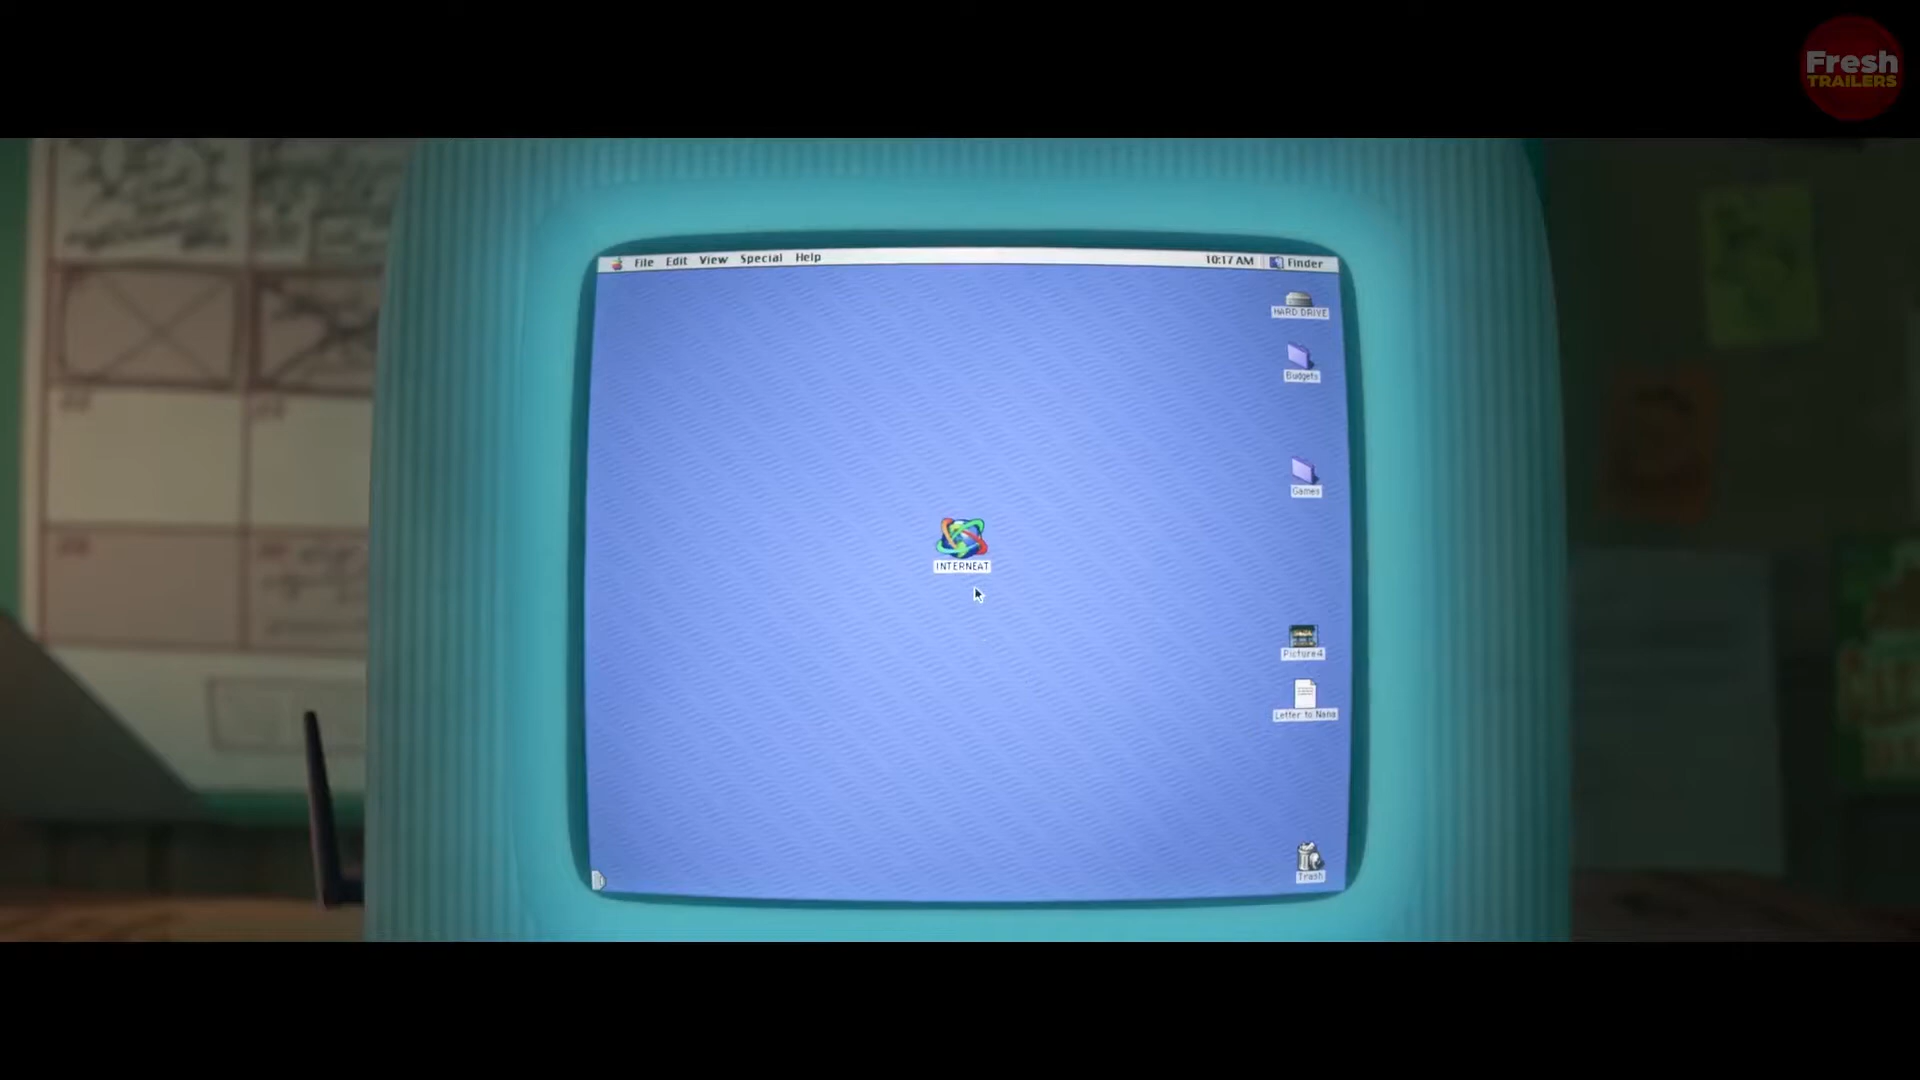 Fresh
TRAILERS
File Edit View Special Help
10:17 AM Finder
HARD DRIVE
Budgets
Games
INTERNEAT
Picture4
Letter to Nana
Trash